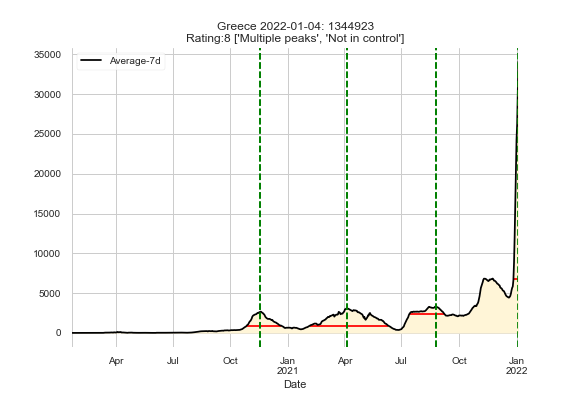 Greece 2022-01-04: 1344923
Rating:8 ['Multiple peaks', 'Not in control']
Average-7d
35000
30000
25000
20000
15000
10000
5000
0
Apr Jul Oct Jan Apr Jul Oct Jan
2021 2022
Date